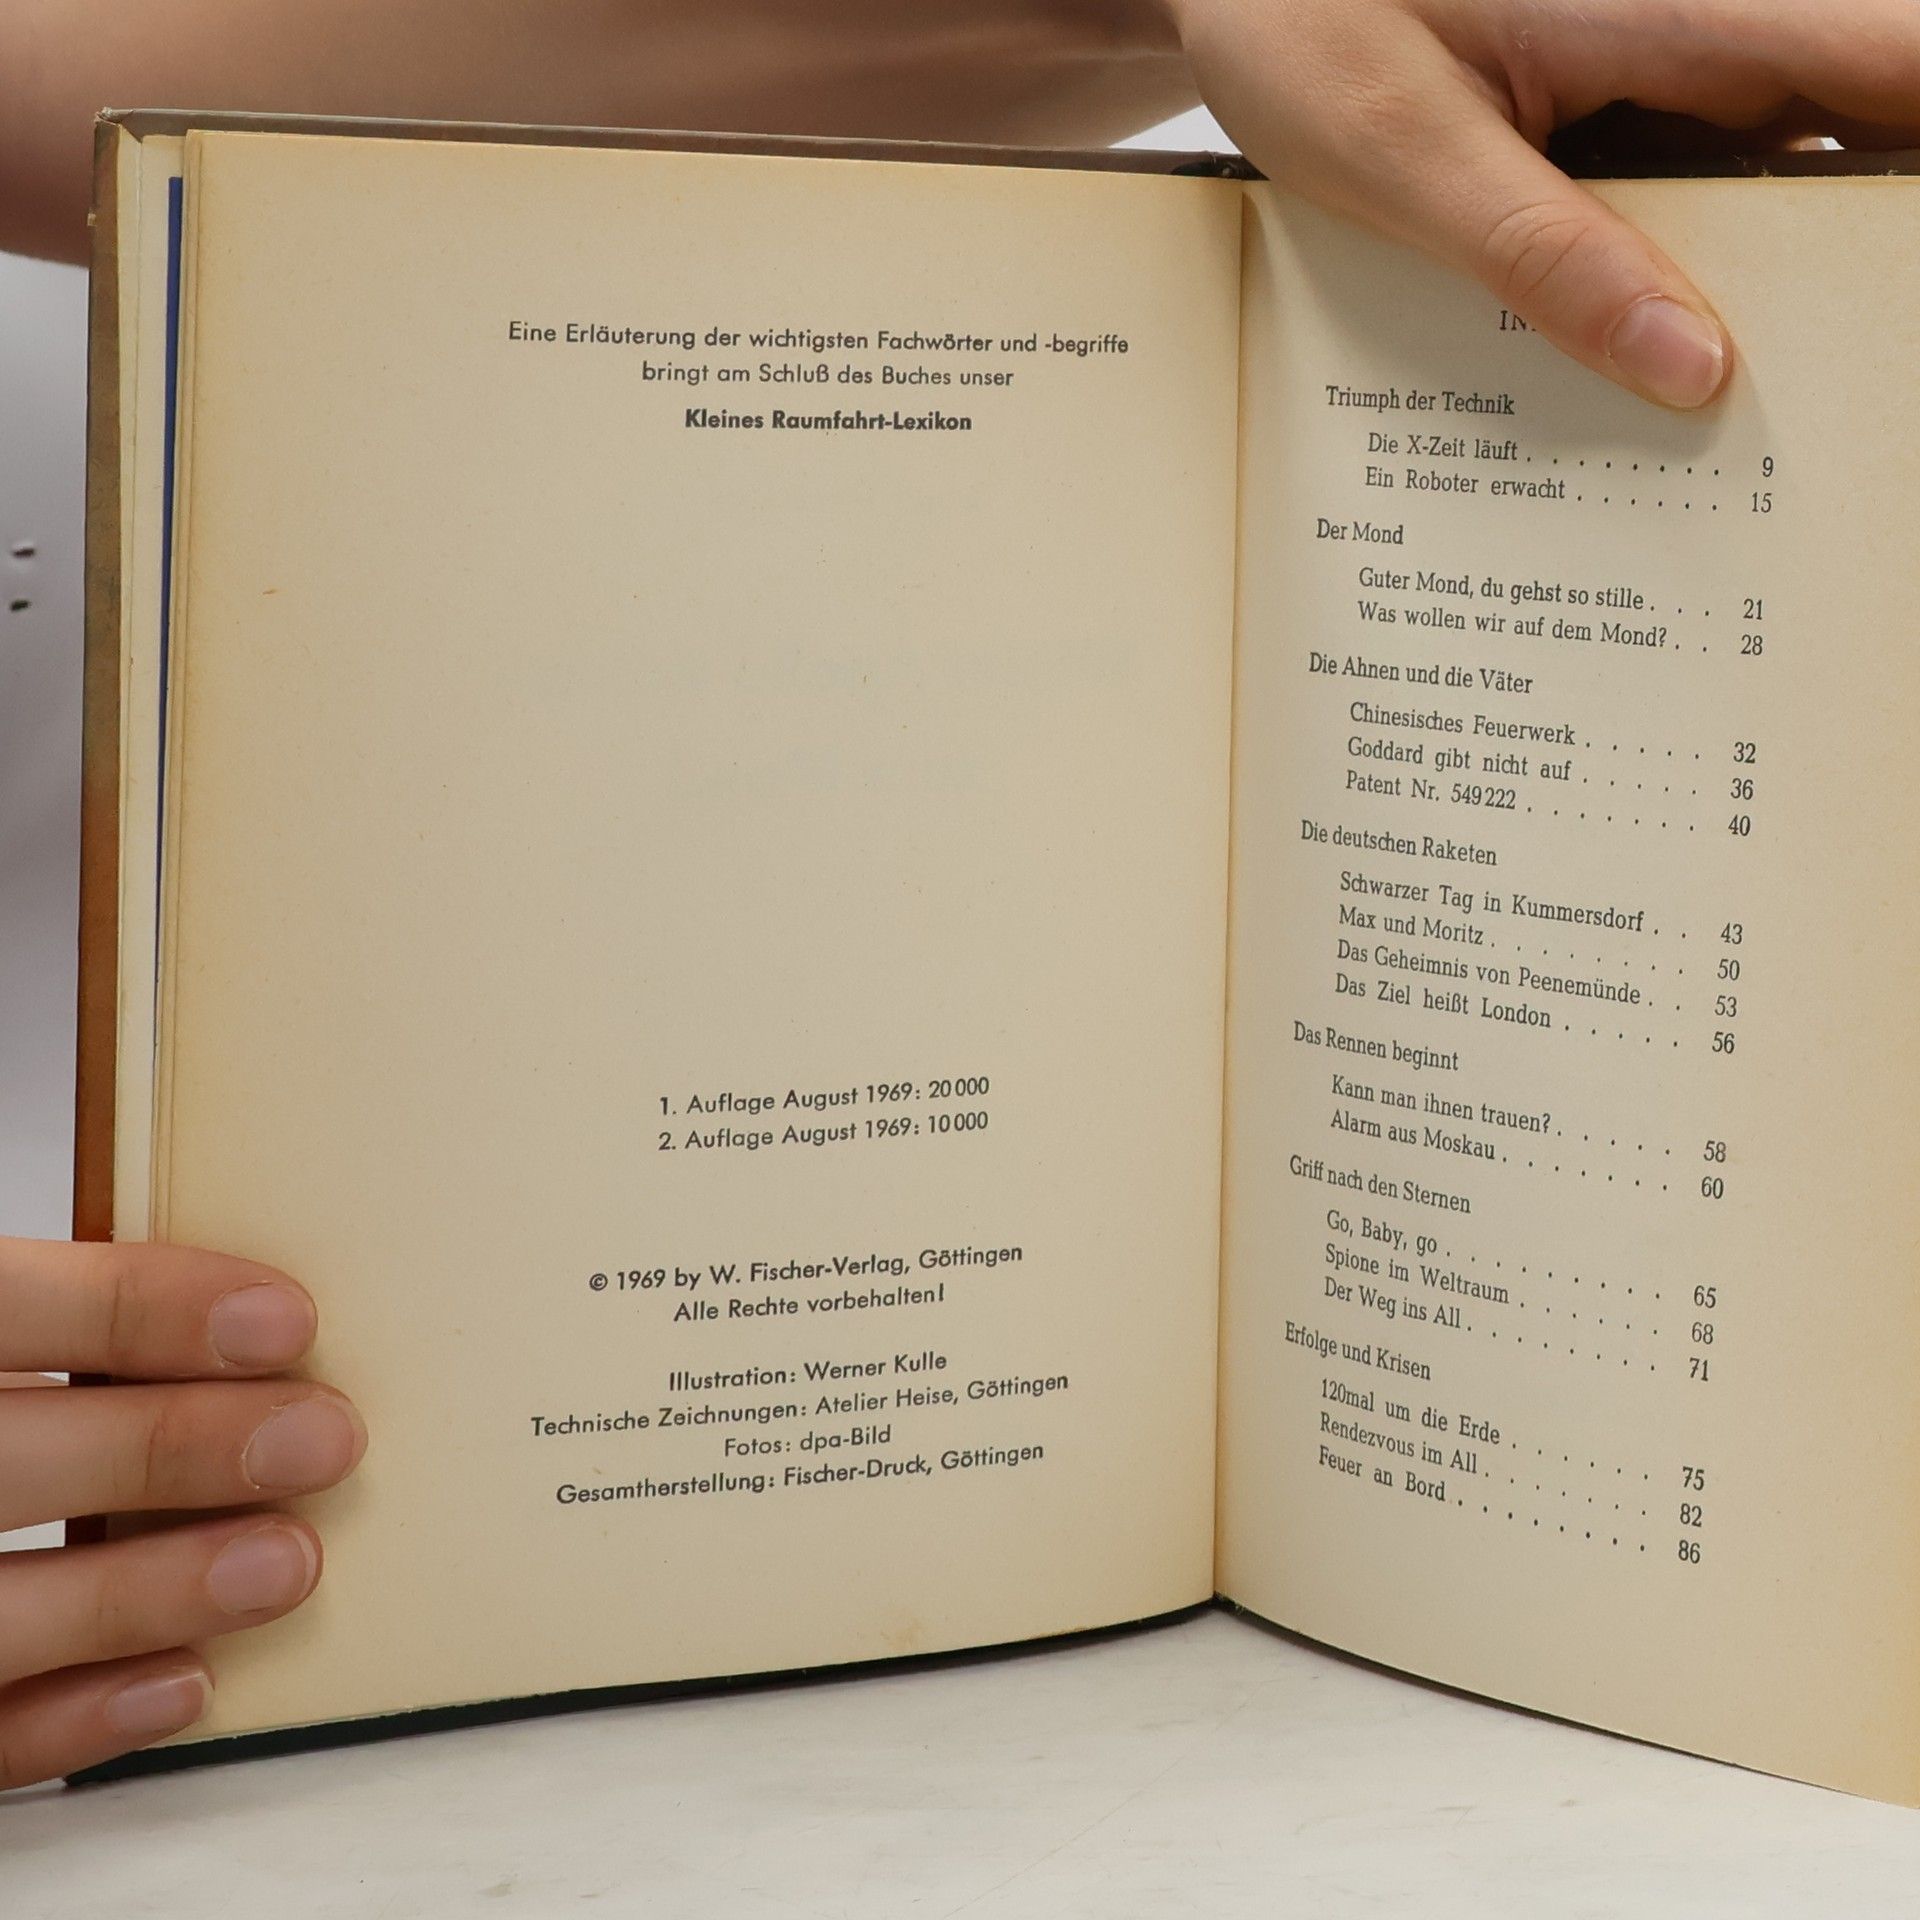 Eine Erläuterung der wichtigsten Fachwörter und -begriffe
bringt am Schluß des Buches unser
Kleines Raumfahrt-Lexikon
1. Auflage August 1969: 20 000
2. Auflage August 1969: 10 000
© 1969 by W. Fischer-Verlag, Göttingen
Alle Rechte vorbehalten!
Illustration: Werner Kulle
Technische Zeichnungen: Atelier Heise, Göttingen
Fotos: dpa-Bild
Gesamtherstellung: Fischer-Druck, Göttingen
Triumph der Technik
Die X-Zeit läuft . . . . . . . . 9
Ein Roboter erwacht . . . . . . 15
Der Mond
Guter Mond, du gehst so stille . . . 21
Was wollen wir auf dem Mond? . . 28
Die Ahnen und die Väter
Chinesisches Feuerwerk . . . . . 32
Goddard gibt nicht auf . . . . . 36
Patent Nr. 549 222 . . . . . . . 40
Die deutschen Raketen
Schwarzer Tag in Kummersdorf . . 43
Max und Moritz . . . . . . . . 50
Das Geheimnis von Peenemünde . . 53
Das Ziel heißt London . . . . . 56
Das Rennen beginnt
Kann man ihnen trauen? . . . . . 58
Alarm aus Moskau . . . . . . . 60
Griff nach den Sternen
Go, Baby, go . . . . . . . . . 65
Spione im Weltraum . . . . . . 68
Der Weg ins All . . . . . . . . 71
Erfolge und Krisen
120mal um die Erde . . . . . . 75
Rendezvous im All . . . . . . . 82
Feuer an Bord . . . . . . . . 86